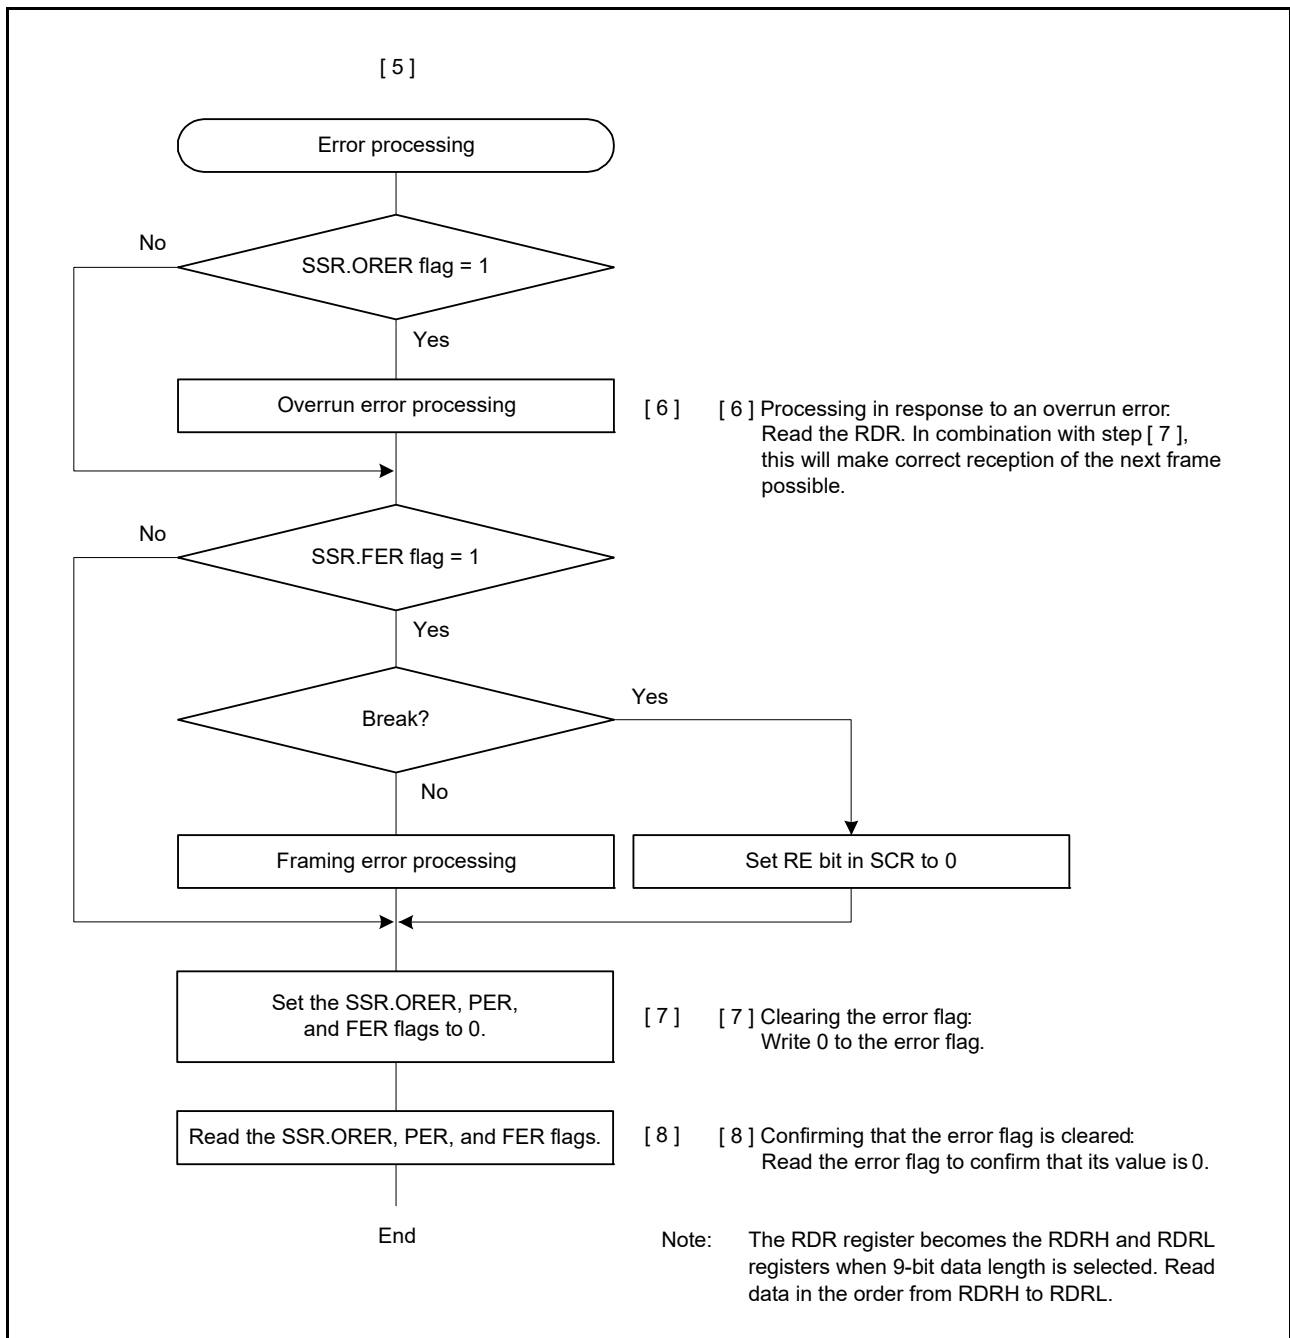 [ 5 ]
Error processing
No
SSR.ORER flag = 1
Yes
Overrun error processing
[ 6 ]
[ 6 ] Processing in response to an overrun error:
Read the RDR. In combination with step [ 7 ],
this will make correct reception of the next frame
possible.
No
SSR.FER flag = 1
Yes
Yes
Break?
No
Framing error processing
Set RE bit in SCR to 0
Set the SSR.ORER, PER,
and FER flags to 0.
[ 7 ]
[ 7 ] Clearing the error flag:
Write 0 to the error flag.
Read the SSR.ORER, PER, and FER flags.
[ 8 ]
[ 8 ] Confirming that the error flag is cleared:
Read the error flag to confirm that its value is 0.
End
Note: The RDR register becomes the RDRH and RDRL
registers when 9-bit data length is selected. Read
data in the order from RDRH to RDRL.